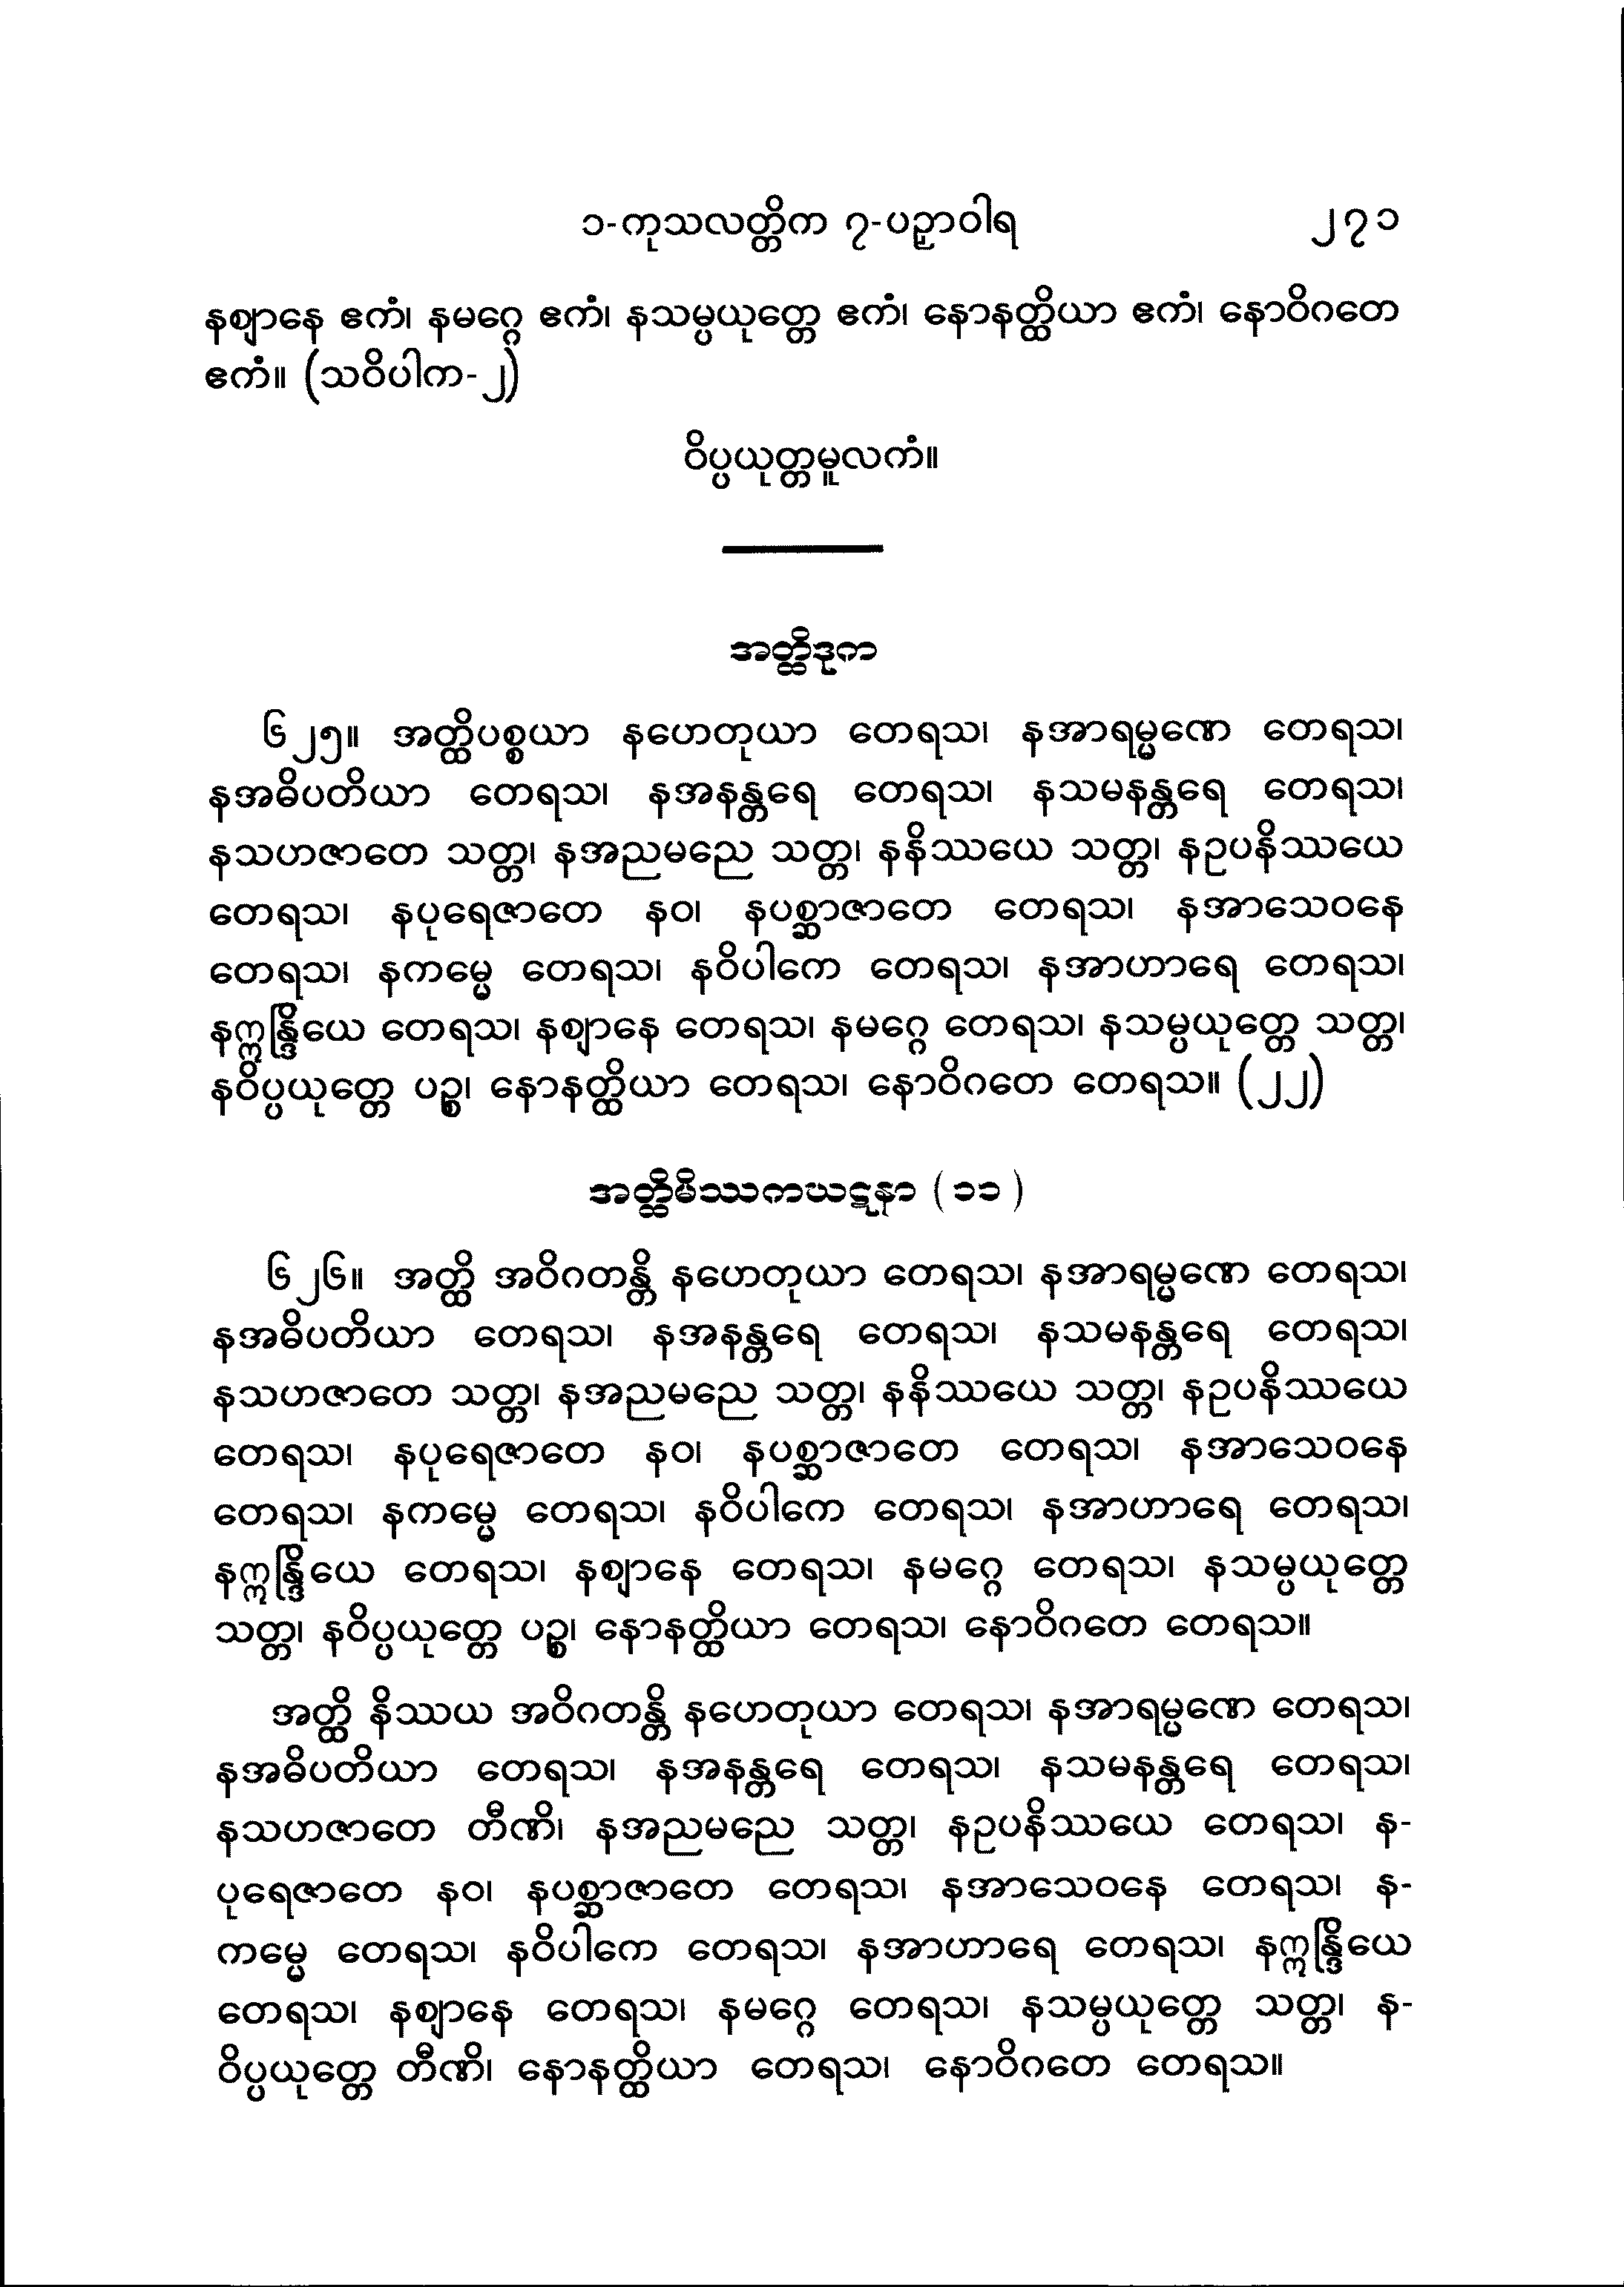 ၁-ကုသလတ္တိက ၇-ပဉှာဝါရ ၂၇၁
နဈာနေ ဧကံ၊ နမဂ္ဂေ ဧကံ၊ နသမ္ပယုတ္တေ ဧကံ၊ နောနတ္ထိယာ ဧကံ၊ နောဝိဂတေ
ဧကံ။ (သဝိပါက-၂)
ဝိပ္ပယုတ္တမူလကံ။
အတ္ထိဒုက
၆၂၅။ အတ္ထိပစ္စယာ နဟေတုယာ တေရသ၊ နအာရမ္မဏေ တေရသ၊
နအဓိပတိယာ တေရသ၊ နအနန္တရေ တေရသ၊ နသမနန္တရေ တေရသ၊
နသဟဇာတေ သတ္တ၊ နအညမညေ သတ္တ၊ နနိဿယေ သတ္တ၊ နဥပနိဿယေ
တေရသ၊ နပုရေဇာတေ နဝ၊ နပစ္ဆာဇာတေ တေရသ၊ နအာသေဝနေ
တေရသ၊ နကမ္မေ တေရသ၊ နဝိပါကေ တေရသ၊ နအာဟာရေ တေရသ၊
နဣန္ဒြိယေ တေရသ၊ နဈာနေ တေရသ၊ နမဂ္ဂေ တေရသ၊ နသမ္ပယုတ္တေ သတ္တ၊
နဝိပ္ပယုတ္တေ ပဉ္စ၊ နောနတ္ထိယာ တေရသ၊ နောဝိဂတေ တေရသ။ (၂၂)
အတ္ထိမိဿကဃဋနာ (၁၁)
၆၂၆။ အတ္ထိ အဝိဂတန္တိ နဟေတုယာ တေရသ၊ နအာရမ္မဏေ တေရသ၊
နအဓိပတိယာ တေရသ၊ နအနန္တရေ တေရသ၊ နသမနန္တရေ တေရသ၊
နသဟဇာတေ သတ္တ၊ နအညမညေ သတ္တ၊ နနိဿယေ သတ္တ၊ နဥပနိဿယေ
တေရသ၊ နပုရေဇာတေ နဝ၊ နပစ္ဆာဇာတေ တေရသ၊ နအာသေဝနေ
တေရသ၊ နကမ္မေ တေရသ၊ နဝိပါကေ တေရသ၊ နအာဟာရေ တေရသ၊
နဣန္ဒြိယေ တေရသ၊ နဈာနေ တေရသ၊ နမဂ္ဂေ တေရသ၊ နသမ္ပယုတ္တေ
သတ္တ၊ နဝိပ္ပယုတ္တေ ပဉ္စ၊ နောနတ္ထိယာ တေရသ၊ နောဝိဂတေ တေရသ။
အတ္ထိ နိဿယ အဝိဂတန္တိ နဟေတုယာ တေရသ၊ နအာရမ္မဏေ တေရသ၊
နအဓိပတိယာ တေရသ၊ နအနန္တရေ တေရသ၊ နသမနန္တရေ တေရသ၊
နသဟဇာတေ တီဏိ၊ နအညမညေ သတ္တ၊ နဥပနိဿယေ တေရသ၊ န-
ပုရေဇာတေ နဝ၊ နပစ္ဆာဇာတေ တေရသ၊ နအာသေဝနေ တေရသ၊ န-
ကမ္မေ တေရသ၊ နဝိပါကေ တေရသ၊ နအာဟာရေ တေရသ၊ နဣန္ဒြိယေ
တေရသ၊ နဈာနေ တေရသ၊ နမဂ္ဂေ တေရသ၊ နသမ္ပယုတ္တေ သတ္တ၊ န-
ဝိပ္ပယုတ္တေ တီဏိ၊ နောနတ္ထိယာ တေရသ၊ နောဝိဂတေ တေရသ။